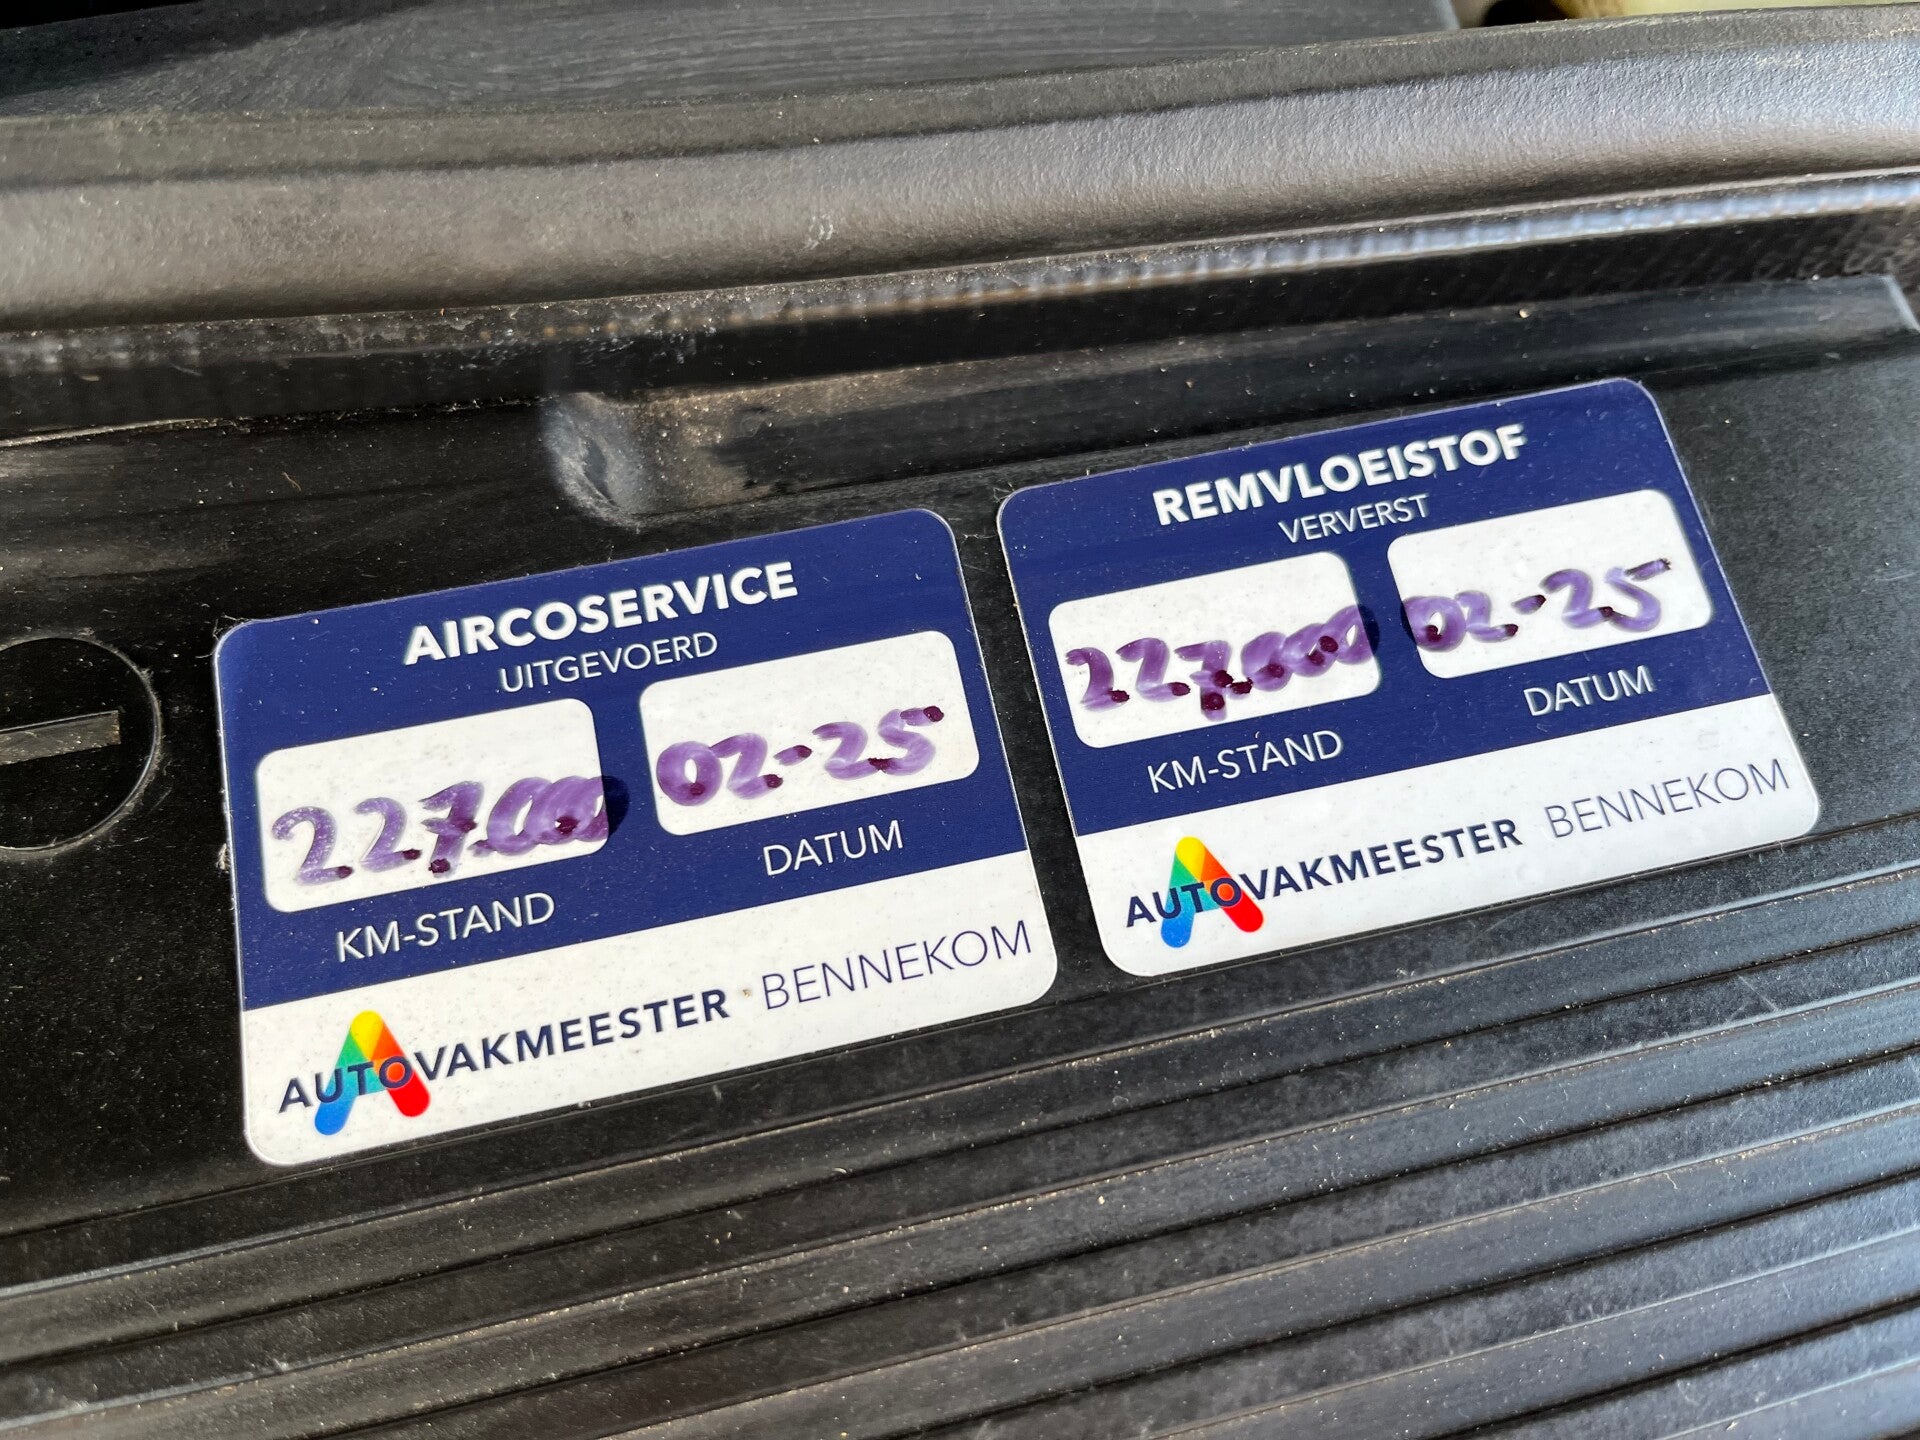 AIRCOSERVICE
UITGEVOERD
227.000
02-25
KM-STAND
DATUM
AUTOVAKMEESTER BENNEKOM
REMVLOEISTOF
VERVERST
227.000
02-25
KM-STAND
DATUM
AUTOVAKMEESTER BENNEKOM